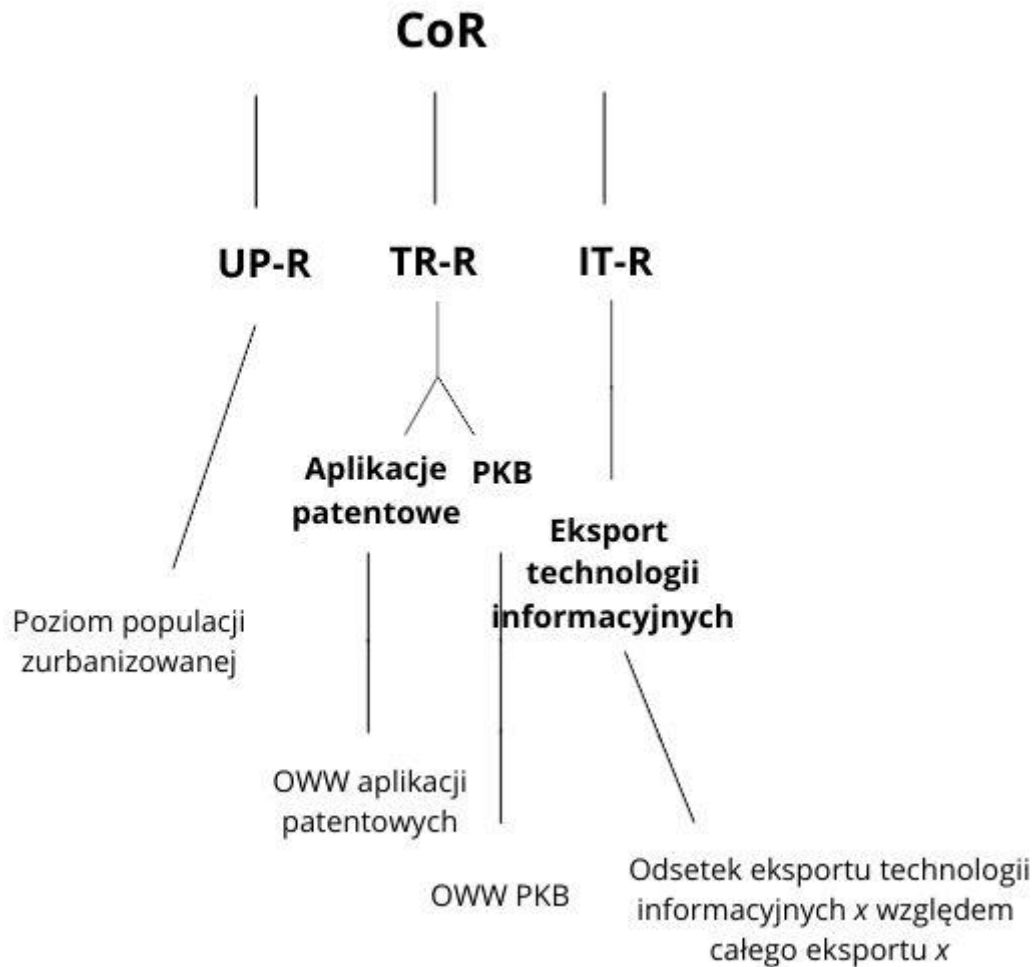 CoR
UP-R
TR-R
IT-R
Aplikacje
patentowe
PKB
Eksport
technologii
informacyjnych
Poziom populacji
zurbanizowanej
OWW aplikacji
patentowych
OWW PKB
Odsetek eksportu technologii
informacyjnych x względem
całego eksportu x